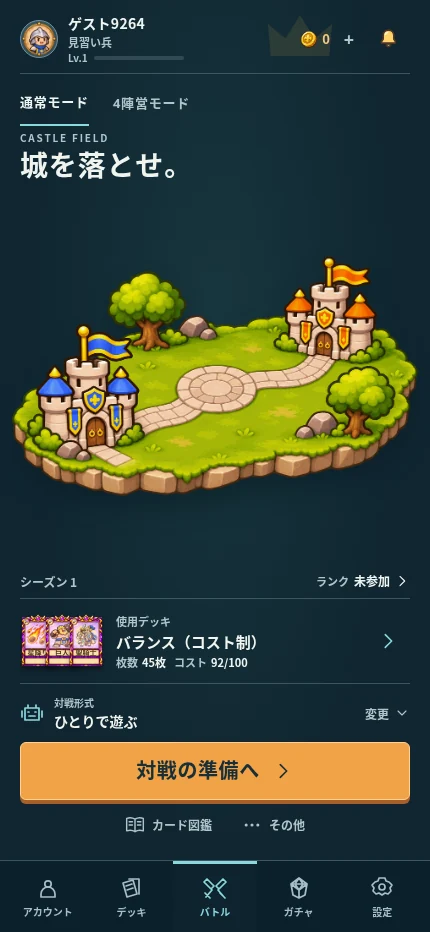 ゲスト9264
見習い兵
Lv.1
0 +
通常モード 4陣営モード
CASTLE FIELD
城を落とせ。
シーズン 1 ランク 未参加
使用デッキ
バランス（コスト制）
枚数 45枚 コスト 92/100
対戦形式
ひとりで遊ぶ
変更
対戦の準備へ
カード図鑑 その他
アカウント デッキ バトル ガチャ 設定